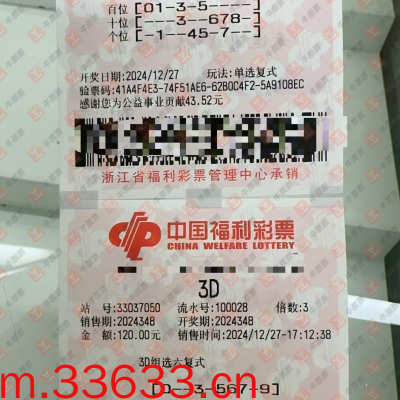 百位 [01-3-5----]
十位 [---3--678-]
个位 [-1--45-7--]
开奖日期:2024/12/27 玩法:单选复式
验票码:41A4F4E3-74F51AE6-62B0C4F2-5A9108EC
感谢您为公益事业贡献43.52元
浙江省福利彩票管理中心承销
中国福利彩票
CHINA WELFARE LOTTERY
3D
站 号:33037050 流水号:100028 倍数:3
销售期:2024348 开奖期:2024348
金 额:120.00元 销售时间:2024/12/27-17:12:38
3D组选六复式
[0--3-567-9]
m.33633.cn